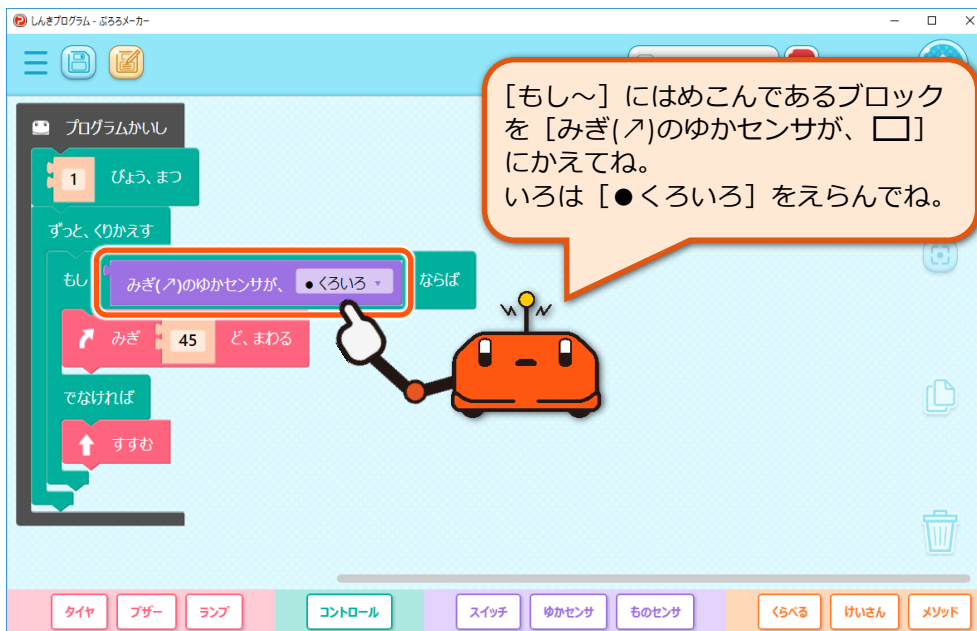 しんきプログラム - ぷろろメーカー
［もし～］にはめこんであるブロック
を［みぎ(↗)のゆかセンサが、□］
にかえてね。
いろは［●くろいろ］をえらんでね。
プログラムかいし
1 びょう、まつ
ずっと、くりかえす
もし みぎ(↗)のゆかセンサが、 ●くろいろ ならば
みぎ 45 ど、まわる
でなければ
すすむ
タイヤ ブザー ランプ コントロール スイッチ ゆかセンサ ものセンサ くらべる けいさん メソッド